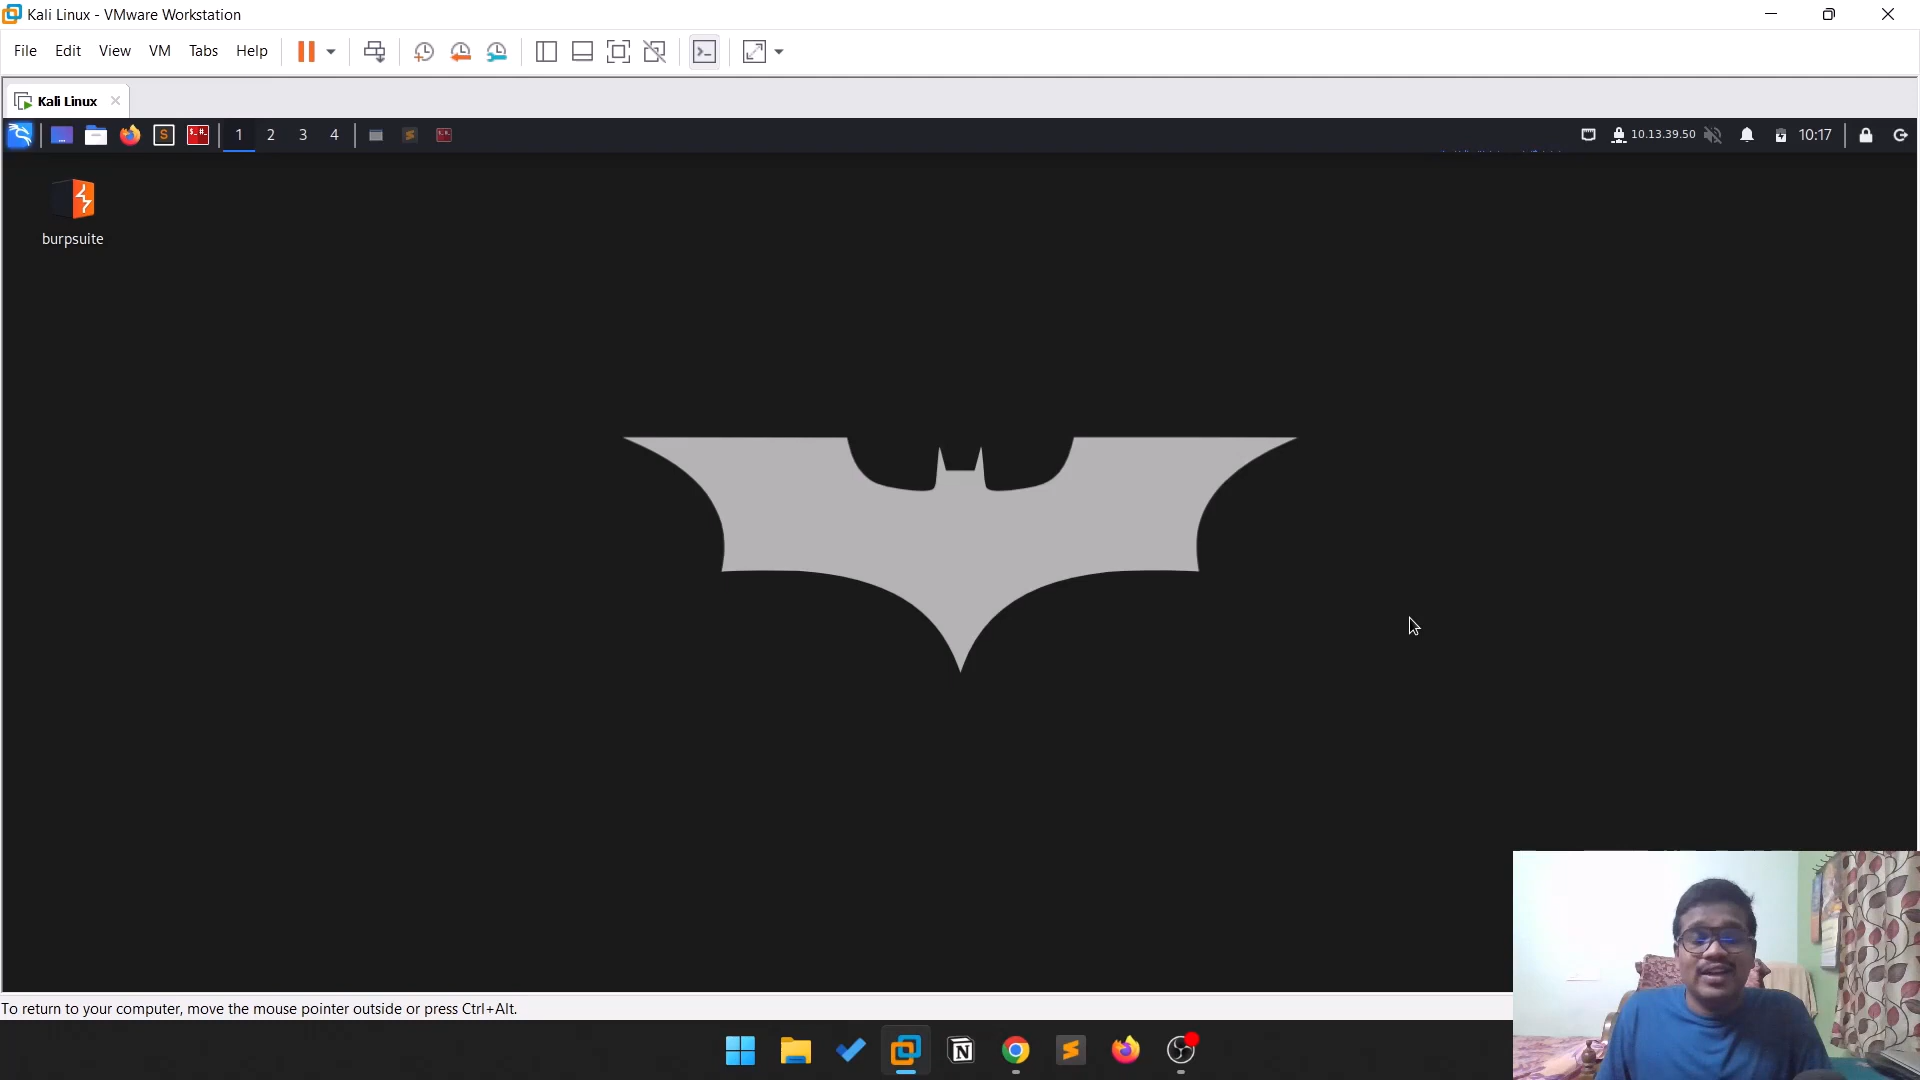 Kali Linux - VMware Workstation
File Edit View VM Tabs Help
Kali Linux
1 2 3 4 10.13.39.50 10:17
burpsuite
To return to your computer, move the mouse pointer outside or press Ctrl+Alt.